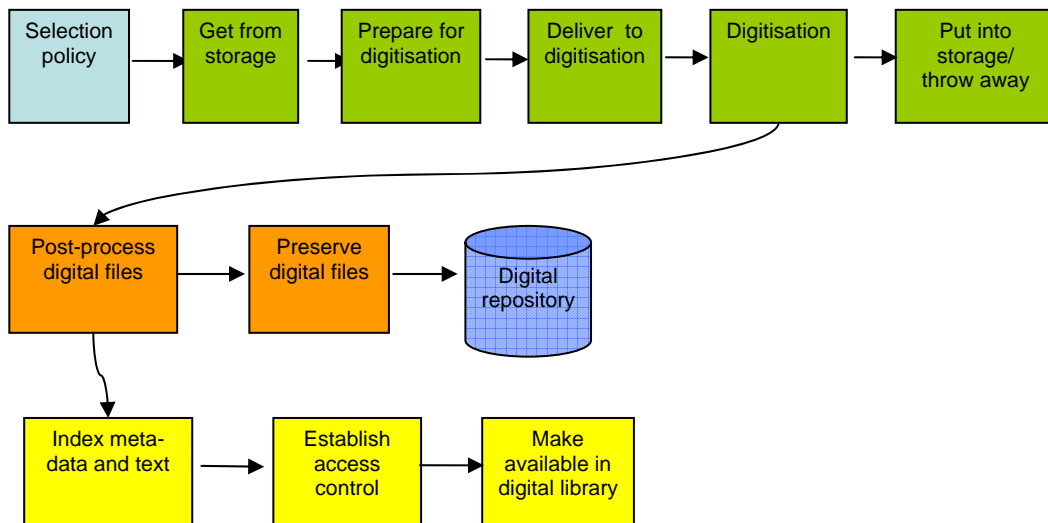 Selection
policy
Get from
storage
Prepare for
digitisation
Deliver to
digitisation
Digitisation
Put into
storage/
throw away
Post-process
digital files
Preserve
digital files
Digital
repository
Index meta-
data and text
Establish
access
control
Make
available in
digital library